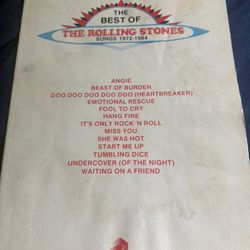 THE
BEST OF
THE ROLLING STONES
SONGS 1972-1984
ANGIE
BEAST OF BURDEN
DOO DOO DOO DOO DOO (HEARTBREAKER)
EMOTIONAL RESCUE
FOOL TO CRY
HANG FIRE
IT'S ONLY ROCK 'N ROLL
MISS YOU
SHE WAS HOT
START ME UP
TUMBLING DICE
UNDERCOVER (OF THE NIGHT)
WAITING ON A FRIEND